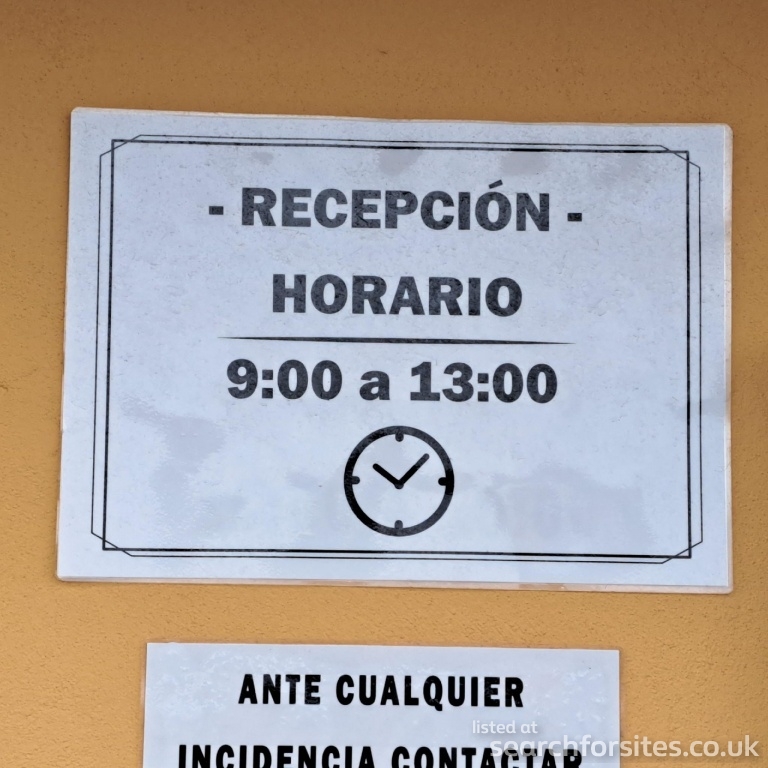 - RECEPCIÓN -
HORARIO
9:00 a 13:00
ANTE CUALQUIER
INCIDENCIA CONTACTAR
listed at
searchforsites.co.uk